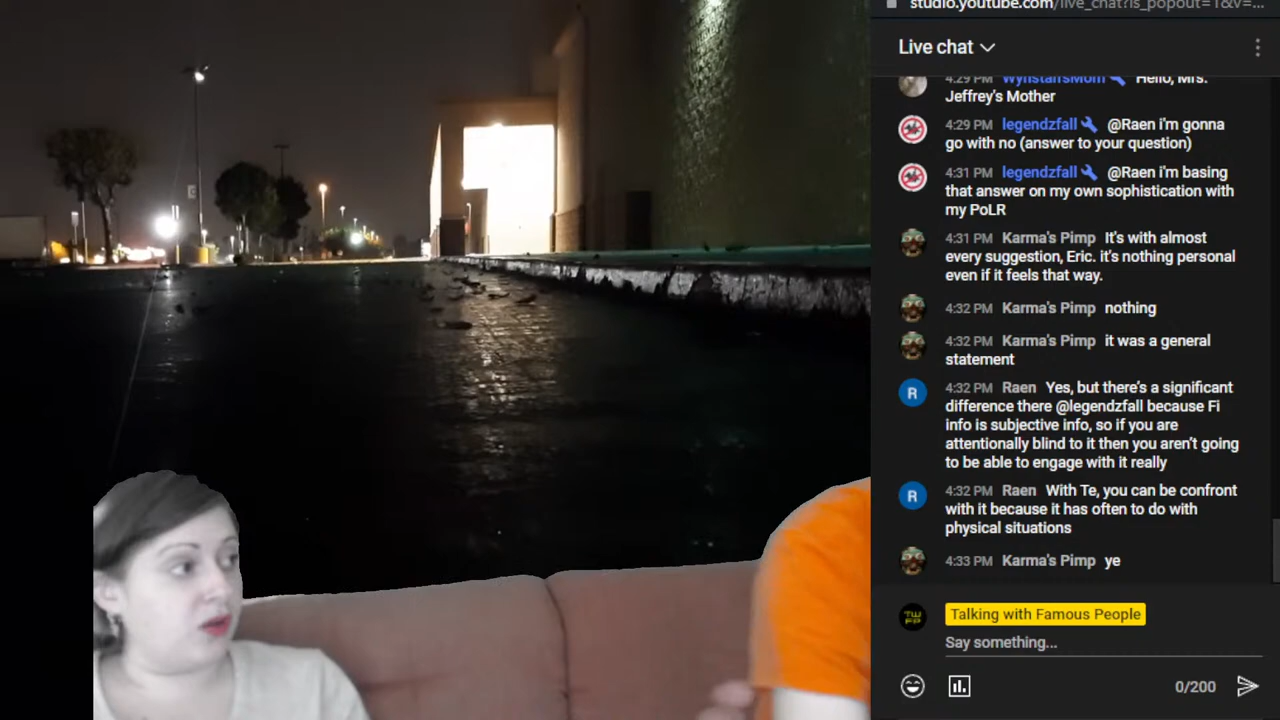 studio.youtube.com/live_chat?is_popout=1&v=...
Live chat
4:29 PM WynstarrsMom Hello, Mrs.
Jeffrey's Mother
4:29 PM legendzfall @Raen i'm gonna
go with no (answer to your question)
4:31 PM legendzfall @Raen i'm basing
that answer on my own sophistication with
my PoLR
4:31 PM Karma's Pimp It's with almost
every suggestion, Eric. it's nothing personal
even if it feels that way.
4:32 PM Karma's Pimp nothing
4:32 PM Karma's Pimp it was a general
statement
R
4:32 PM Raen Yes, but there's a significant
difference there @legendzfall because Fi
info is subjective info, so if you are
attentionally blind to it then you aren't going
to be able to engage with it really
R
4:32 PM Raen With Te, you can be confront
with it because it has often to do with
physical situations
4:33 PM Karma's Pimp ye
TW
FP
Talking with Famous People
Say something...
0/200